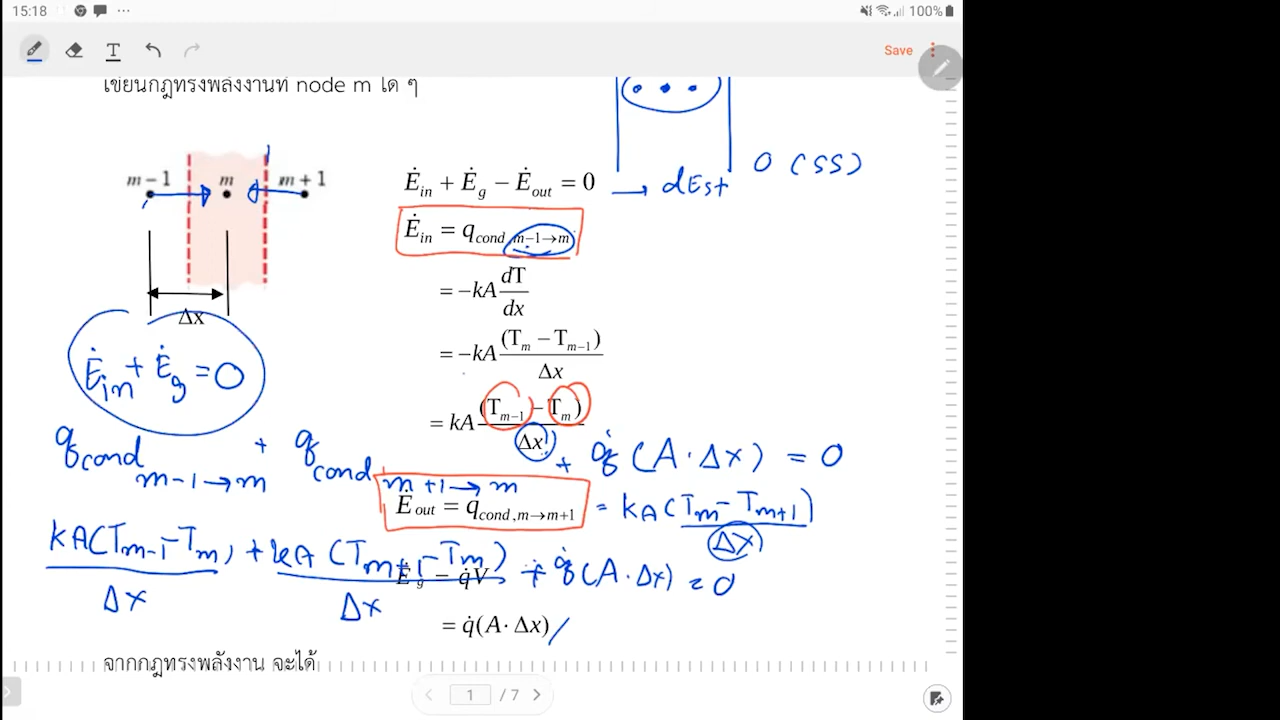 15:18
100%
T
Save
เขียนกฎทรงพลังงานที่ node m ใด ๆ
m−1 m m+1
Δx
Ė_in + Ė_g − Ė_out = 0 → dEst 0 (SS)
Ė_in = q_cond m−1→m
= −kA dT/dx
= −kA (T_m − T_m−1)/Δx
= kA (T_m−1 − T_m)/Δx
Ė_in + Ė_g = 0
q_cond m−1→m + q_cond m+1→m + q̇ (A·Δx) = 0
Ė_out = q_cond,m→m+1 = kA(T_m − T_m+1)/Δx
kA(T_m−1 − T_m)/Δx + kA (T_m+1 − T_m)/Δx + q̇(A·Δx) = 0
Ė_g = q̇V
= q̇(A·Δx)
จากกฎทรงพลังงาน จะได้
1 / 7